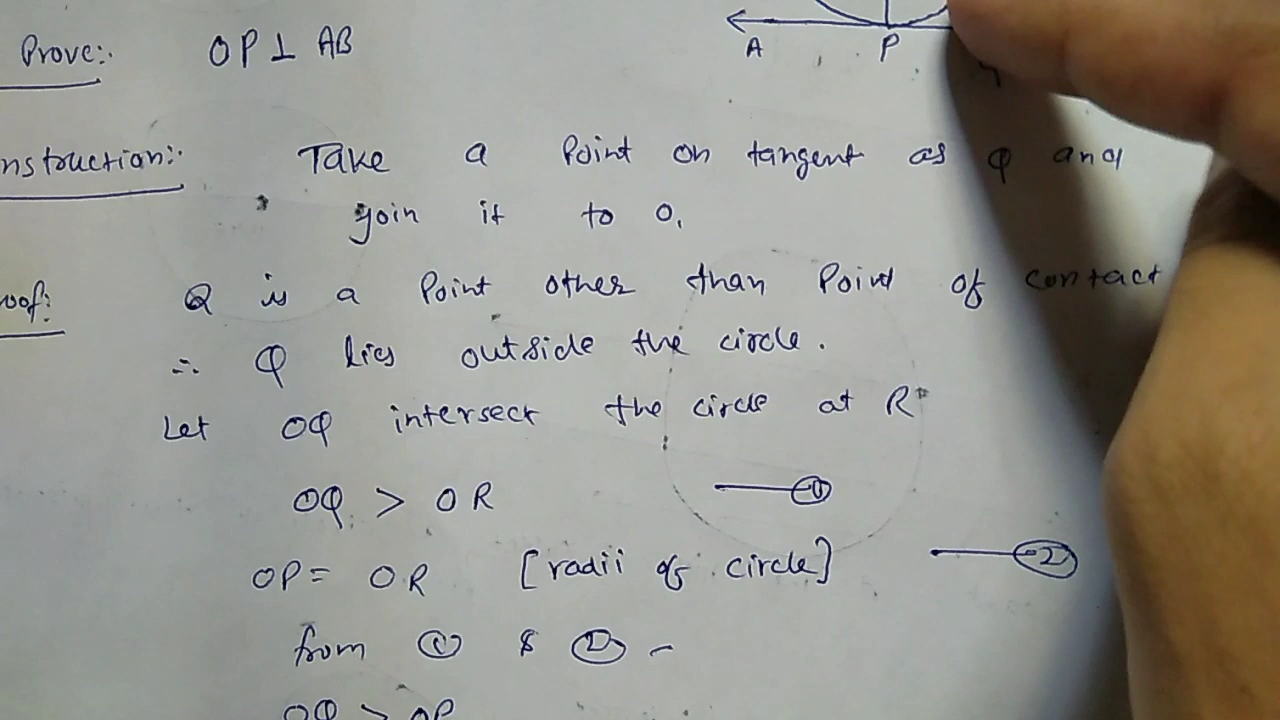 Prove:. OP⊥ AB
A P
nstruction:. Take a Point on tangent as Q and
join it to O.
oof: Q is a Point other than Point of contact
∴ Q lies outside the circle.
Let OQ intersect the circle at R
OQ > OR —①
OP = OR [radii of circle] —②
from ① & ② –
OQ > OP